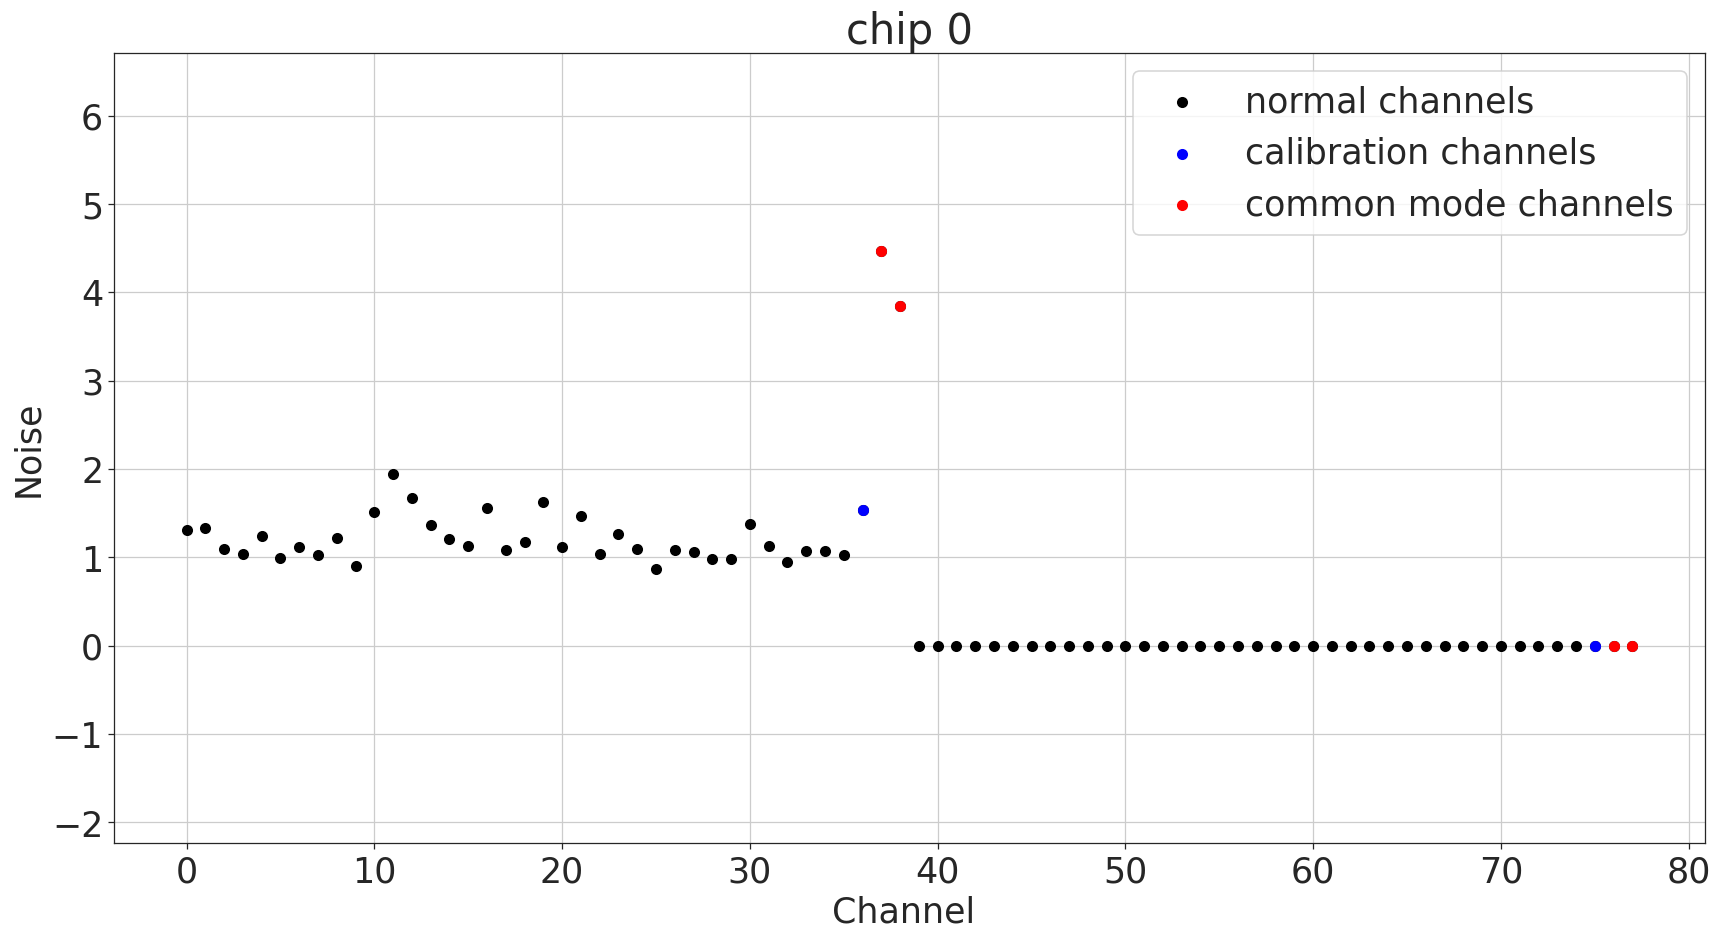 chip 0
normal channels
calibration channels
common mode channels
6
5
4
3
2
1
0
−1
−2
Noise
0 10 20 30 40 50 60 70 80
Channel